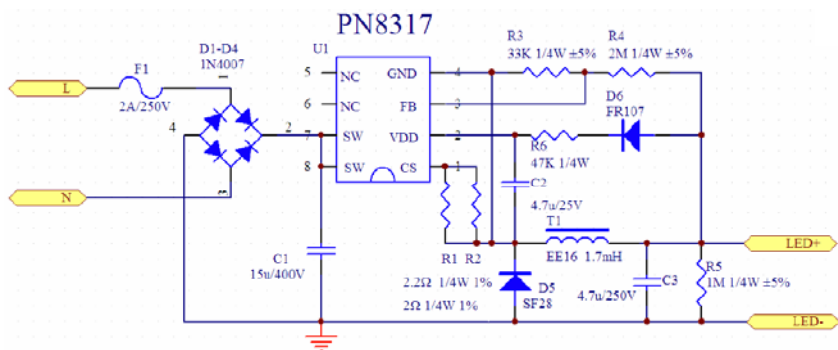 PN8317
D1-D4
1N4007
F1
2A/250V
L
N
4
2
U1
5
NC
6
NC
7
SW
8
SW
GND
4
FB
3
VDD
2
CS
1
R3
33K 1/4W ±5%
R4
2M 1/4W ±5%
D6
FR107
R6
47K 1/4W
C2
4.7u/25V
R1
R2
T1
EE16 1.7mH
C1
15u/400V
2.2Ω 1/4W 1%
2Ω 1/4W 1%
D5
SF28
C3
4.7u/250V
R5
1M 1/4W ±5%
LED+
LED-